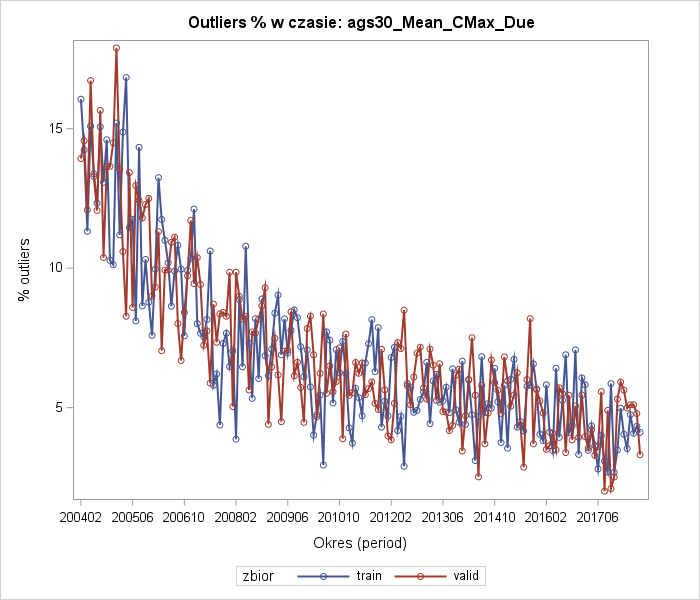 Outliers % w czasie: ags30_Mean_CMax_Due
% outliers
15
10
5
200402 200506 200610 200802 200906 201010 201202 201306 201410 201602 201706
Okres (period)
zbior train valid